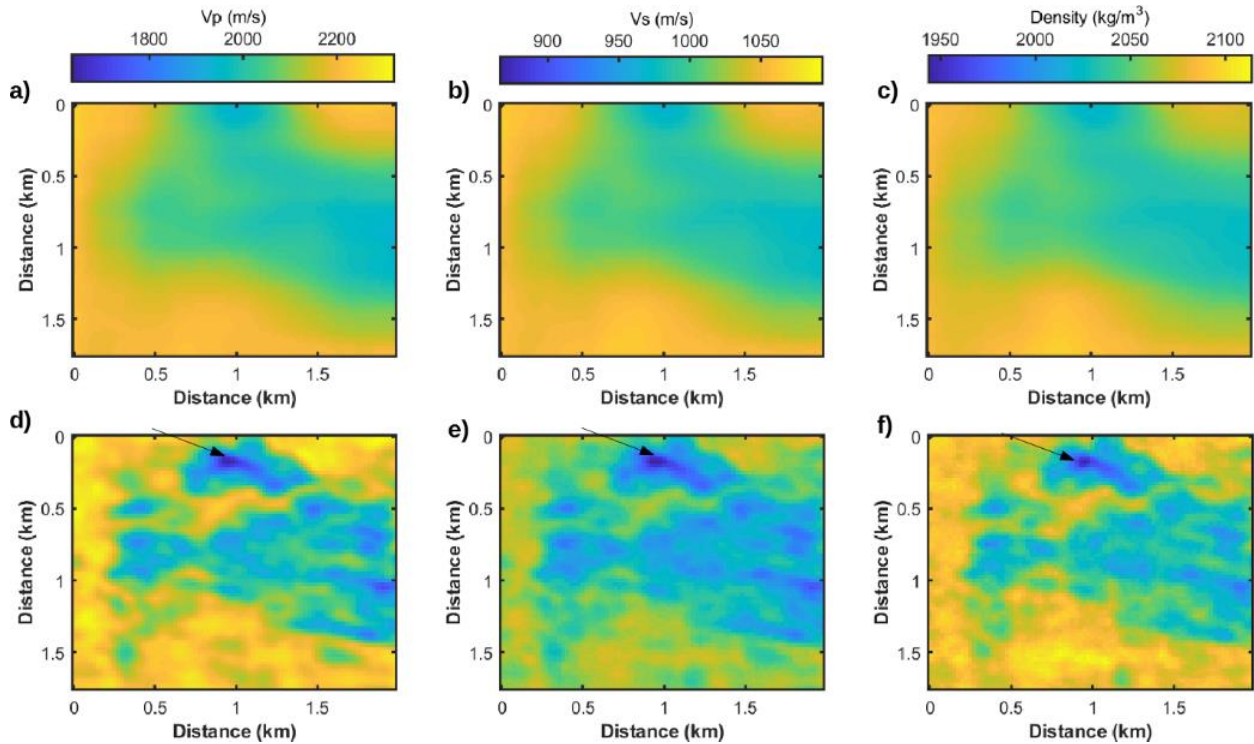 Vp (m/s)
1800 2000 2200
Vs (m/s)
900 950 1000 1050
Density (kg/m³)
1950 2000 2050 2100
a)
0
0.5
1
1.5
Distance (km)
0 0.5 1 1.5
Distance (km)
b)
0
0.5
1
1.5
Distance (km)
0 0.5 1 1.5
Distance (km)
c)
0
0.5
1
1.5
Distance (km)
0 0.5 1 1.5
Distance (km)
d)
0
0.5
1
1.5
Distance (km)
0 0.5 1 1.5
Distance (km)
e)
0
0.5
1
1.5
Distance (km)
0 0.5 1 1.5
Distance (km)
f)
0
0.5
1
1.5
Distance (km)
0 0.5 1 1.5
Distance (km)